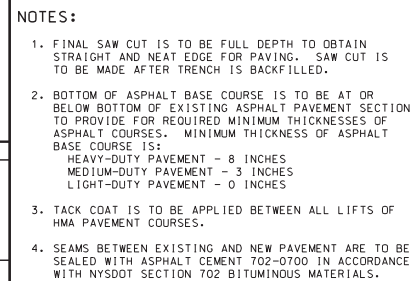 NOTES:
1. FINAL SAW CUT IS TO BE FULL DEPTH TO OBTAIN
STRAIGHT AND NEAT EDGE FOR PAVING. SAW CUT IS
TO BE MADE AFTER TRENCH IS BACKFILLED.
2. BOTTOM OF ASPHALT BASE COURSE IS TO BE AT OR
BELOW BOTTOM OF EXISTING ASPHALT PAVEMENT SECTION
TO PROVIDE FOR REQUIRED MINIMUM THICKNESSES OF
ASPHALT COURSES. MINIMUM THICKNESS OF ASPHALT
BASE COURSE IS:
HEAVY-DUTY PAVEMENT - 8 INCHES
MEDIUM-DUTY PAVEMENT - 3 INCHES
LIGHT-DUTY PAVEMENT - 0 INCHES
3. TACK COAT IS TO BE APPLIED BETWEEN ALL LIFTS OF
HMA PAVEMENT COURSES.
4. SEAMS BETWEEN EXISTING AND NEW PAVEMENT ARE TO BE
SEALED WITH ASPHALT CEMENT 702-0700 IN ACCORDANCE
WITH NYSDOT SECTION 702 BITUMINOUS MATERIALS.